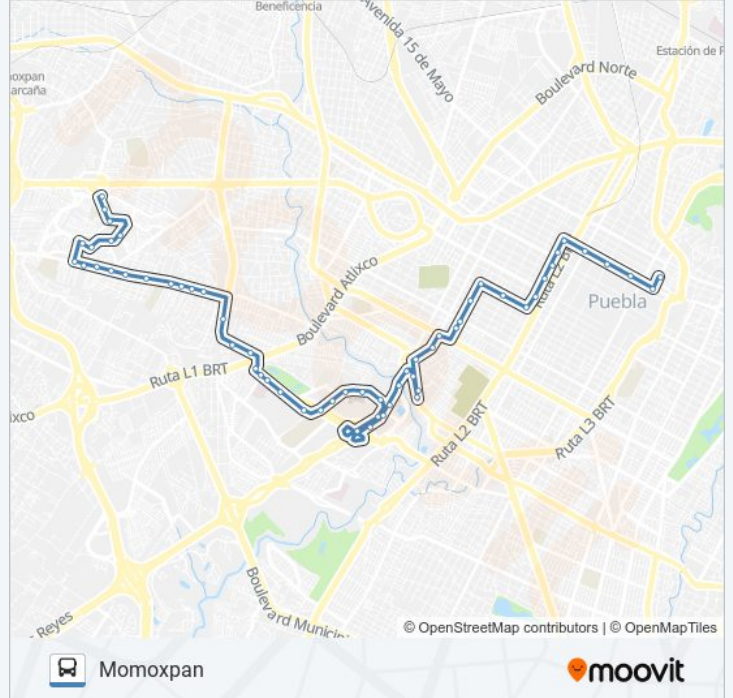 Beneficencia
Avenida 15 de Mayo
Estación de F
Boulevard Norte
oxpan
arcaña
Boulevard Atlixco
Ruta L2 B
Puebla
Ruta L1 BRT
ixco
Ruta L2 BRT
Ruta L3 BRT
Boulevard Municip
Reyes
© OpenStreetMap contributors | © OpenMapTiles
Momoxpan
moovit